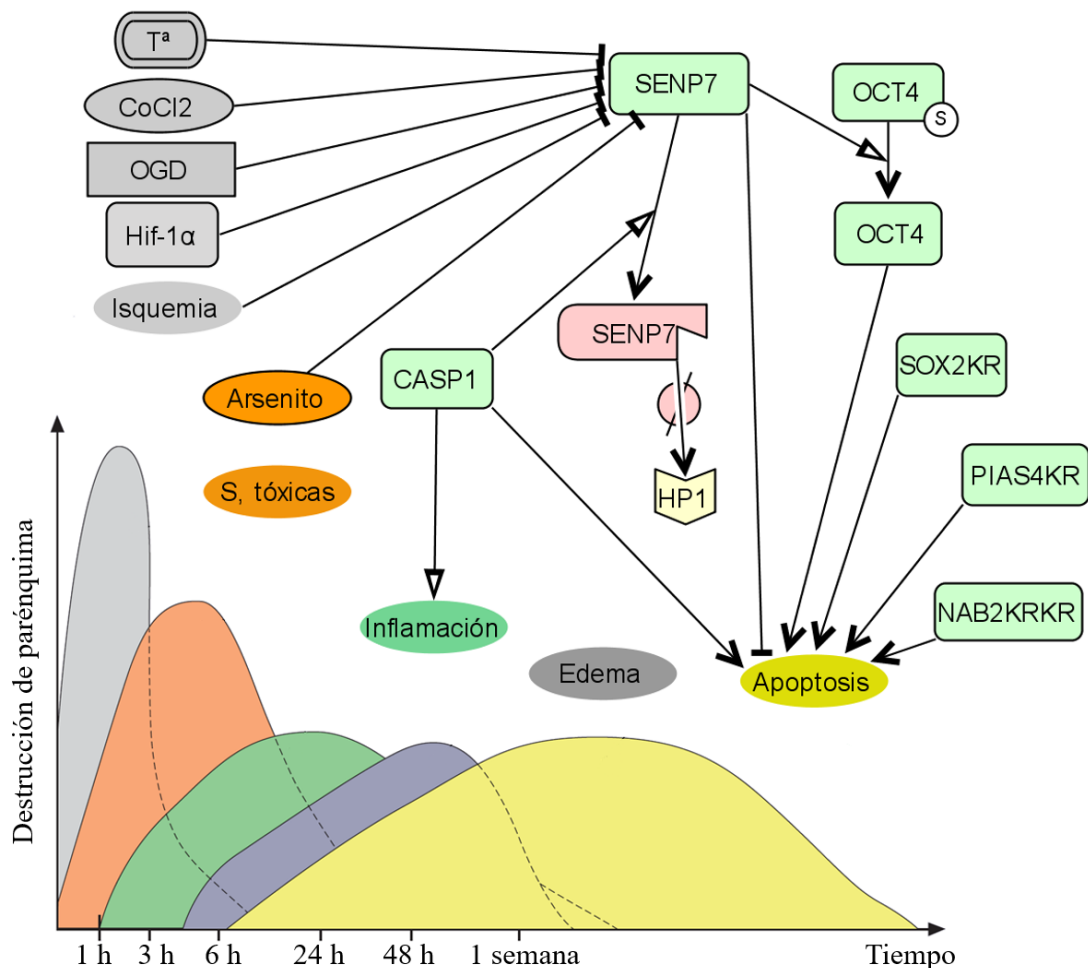 Tª
CoCl2
OGD
Hif-1α
Isquemia
Arsenito
S, tóxicas
SENP7
OCT4
S
OCT4
SENP7
CASP1
SOX2KR
HP1
PIAS4KR
NAB2KRKR
Inflamación
Edema
Apoptosis
Destrucción de parénquima
1 h 3 h 6 h 24 h 48 h 1 semana Tiempo